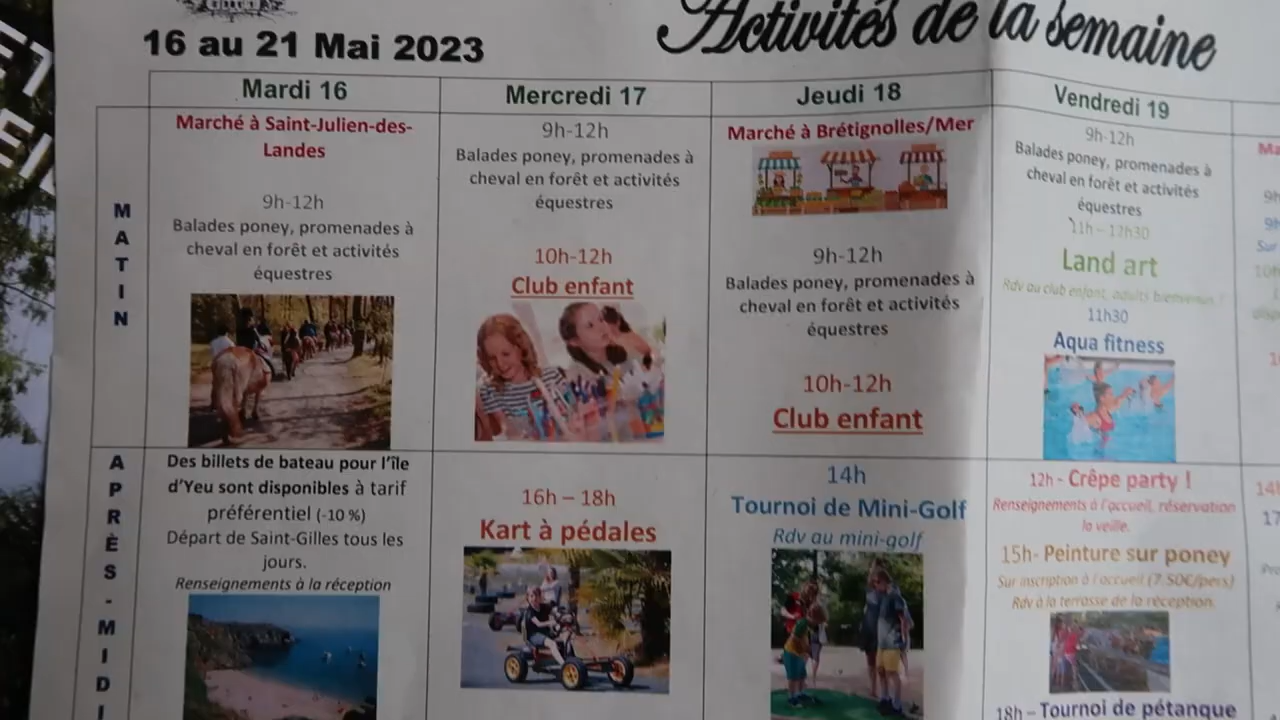 Activités de la semaine
16 au 21 Mai 2023
Mardi 16
Mercredi 17
Jeudi 18
Vendredi 19
MATIN
Marché à Saint-Julien-des-
Landes
9h-12h
Balades poney, promenades à
cheval en forêt et activités
équestres
9h-12h
Balades poney, promenades à
cheval en forêt et activités
équestres
10h-12h
Club enfant
Marché à Brétignolles/Mer
9h-12h
Balades poney, promenades à
cheval en forêt et activités
équestres
10h-12h
Club enfant
9h-12h
Balades poney, promenades à
cheval en forêt et activités
équestres
11h – 12h30
Land art
Rdv au club enfant, adults bienvenun !
11h30
Aqua fitness
APRÈS-MIDI
Des billets de bateau pour l'île
d'Yeu sont disponibles à tarif
préférentiel (-10 %)
Départ de Saint-Gilles tous les
jours.
Renseignements à la réception
16h – 18h
Kart à pédales
14h
Tournoi de Mini-Golf
Rdv au mini-golf
12h - Crêpe party !
Renseignements à l'accueil, réservation
la veille.
15h- Peinture sur poney
Sur inscription à l'accueil (7.50€/pers)
Rdv à la terrasse de la réception.
18h – Tournoi de pétanque